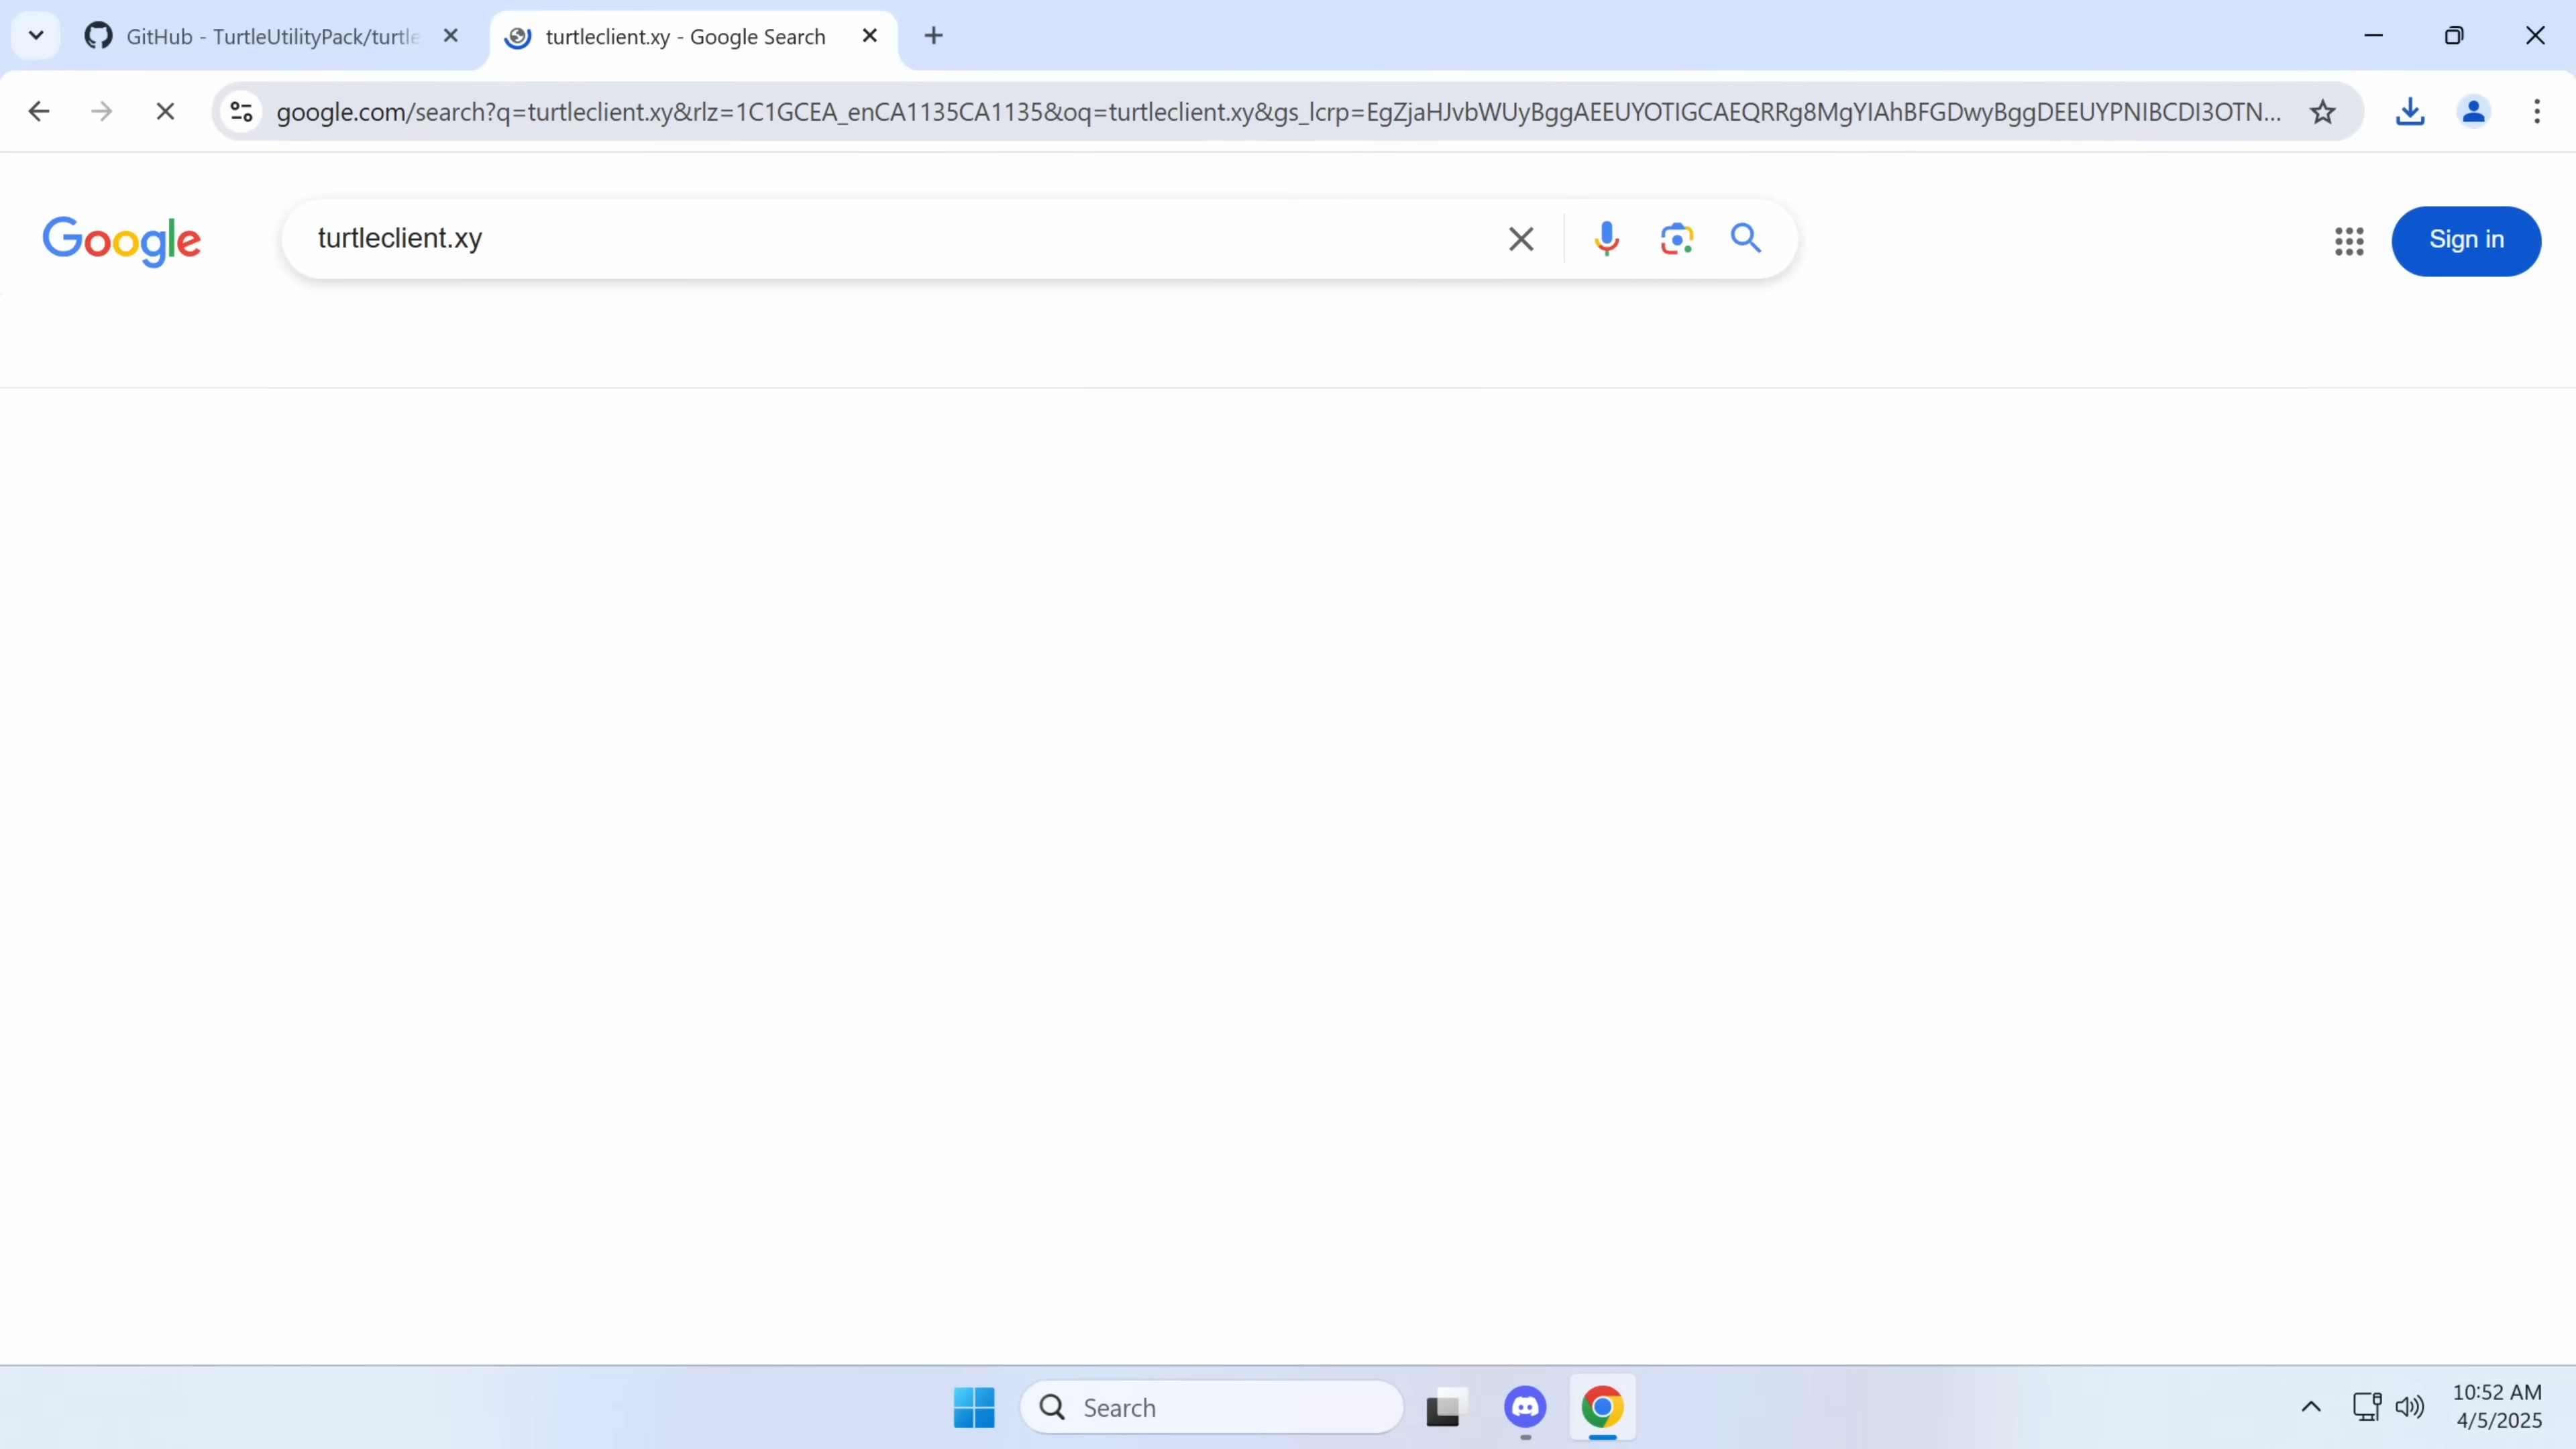 GitHub - TurtleUtilityPack/turtle
turtleclient.xy - Google Search
google.com/search?q=turtleclient.xy&rlz=1C1GCEA_enCA1135CA1135&oq=turtleclient.xy&gs_lcrp=EgZjaHJvbWUyBggAEEUYOTIGCAEQRRg8MgYIAhBFGDwyBggDEEUYPNIBCDI3OTN...
Google
turtleclient.xy
Sign in
Search
10:52 AM
4/5/2025